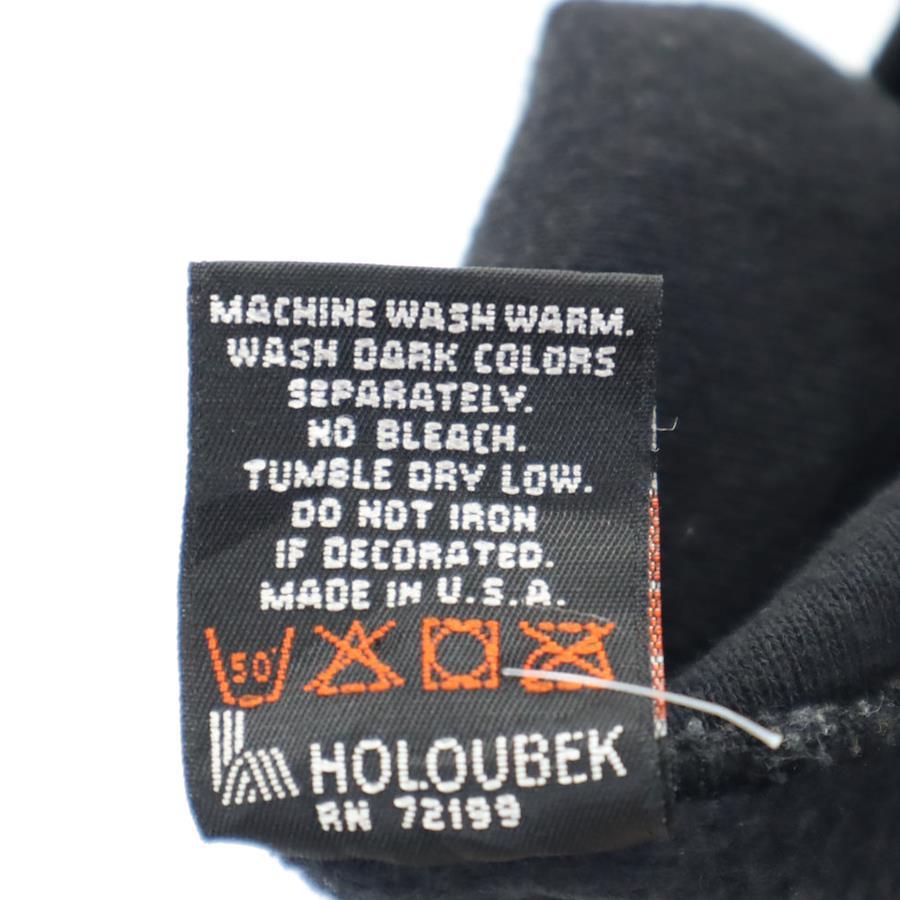 MACHINE WASH WARM.
WASH DARK COLORS
SEPARATELY.
NO BLEACH.
TUMBLE DRY LOW.
DO NOT IRON
IF DECORATED.
MADE IN U.S.A.
50°
HOLOUBEK
RN 72199